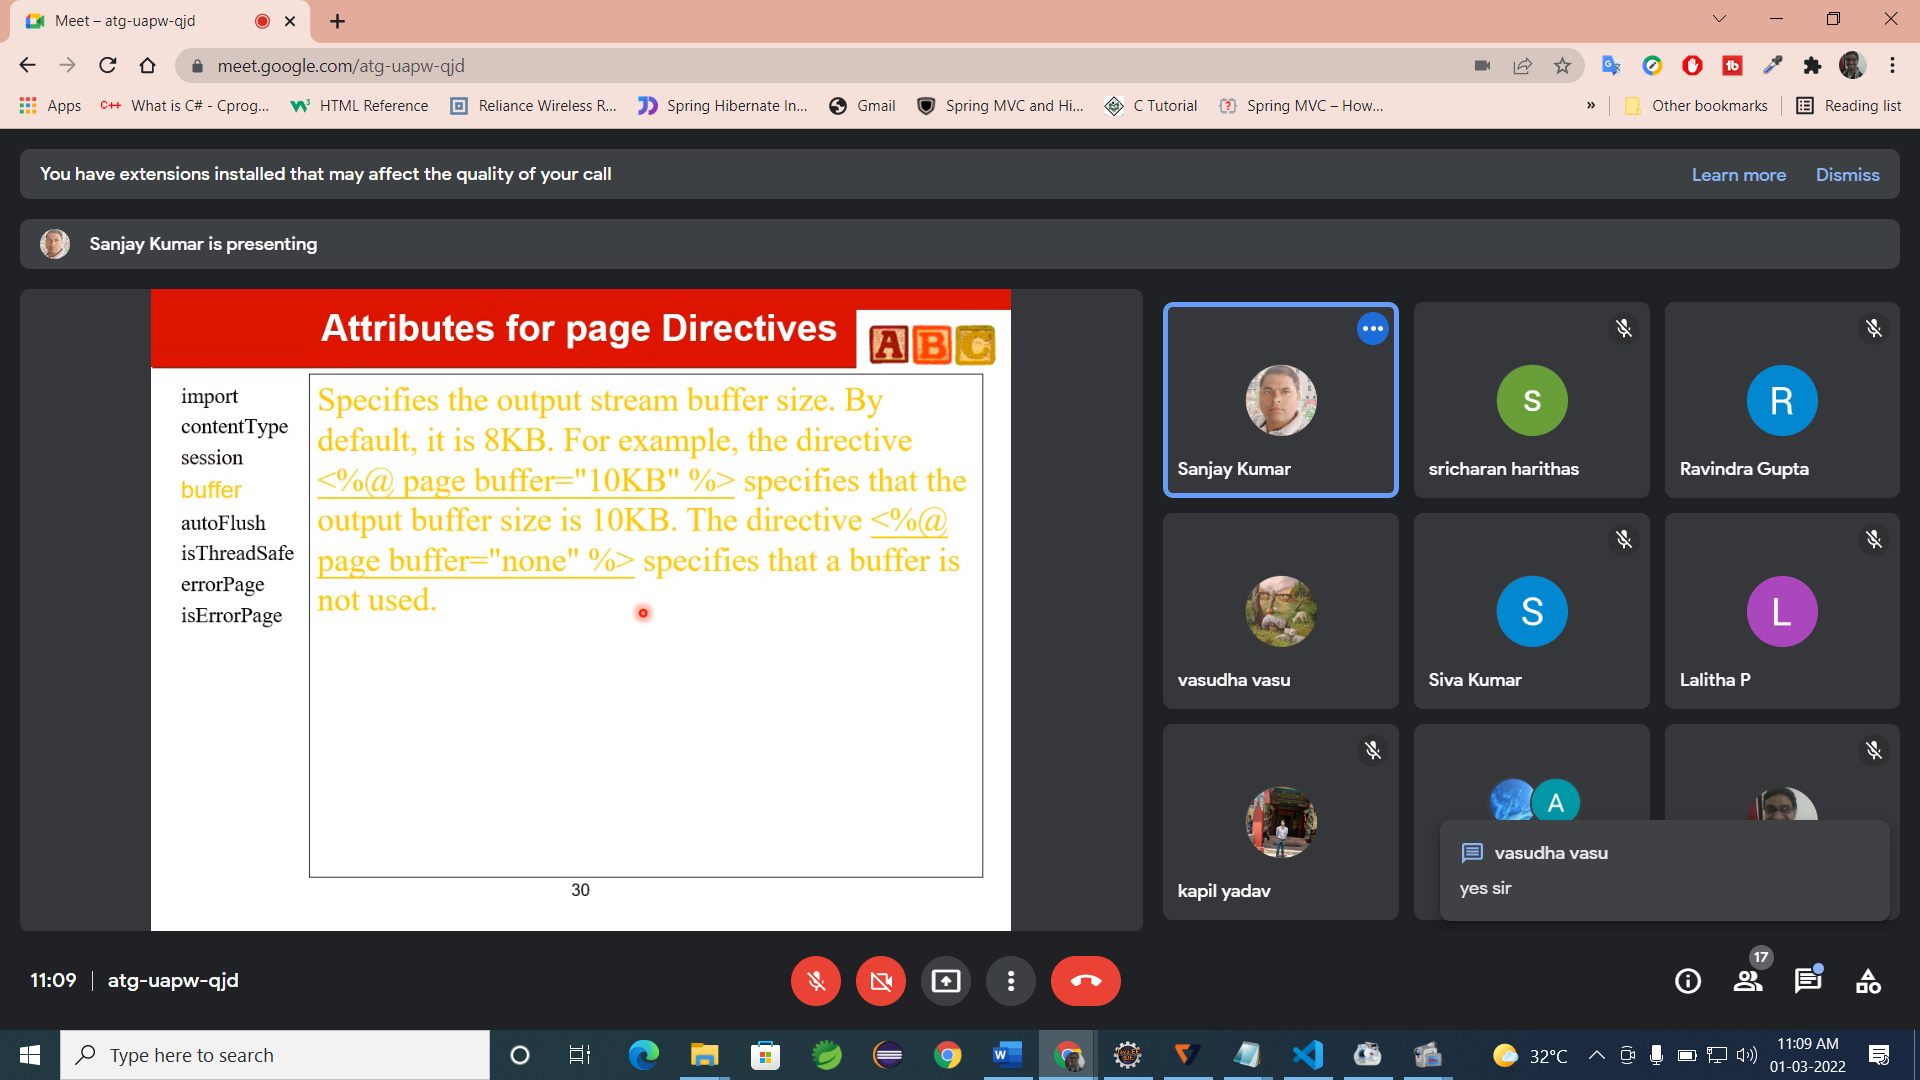 Meet – atg-uapw-qjd
meet.google.com/atg-uapw-qjd
Apps
C++ What is C# - Cprog...
HTML Reference
Reliance Wireless R...
Spring Hibernate In...
Gmail
Spring MVC and Hi...
C Tutorial
Spring MVC – How...
»
Other bookmarks
Reading list
You have extensions installed that may affect the quality of your call
Learn more
Dismiss
Sanjay Kumar is presenting
Attributes for page Directives
A B C
import
contentType
session
buffer
autoFlush
isThreadSafe
errorPage
isErrorPage
Specifies the output stream buffer size. By
default, it is 8KB. For example, the directive
<%@ page buffer="10KB" %> specifies that the
output buffer size is 10KB. The directive <%@
page buffer="none" %> specifies that a buffer is
not used.
30
Sanjay Kumar
s
sricharan harithas
R
Ravindra Gupta
vasudha vasu
S
Siva Kumar
L
Lalitha P
kapil yadav
A
vasudha vasu
yes sir
11:09
atg-uapw-qjd
17
Type here to search
32°C
11:09 AM
01-03-2022